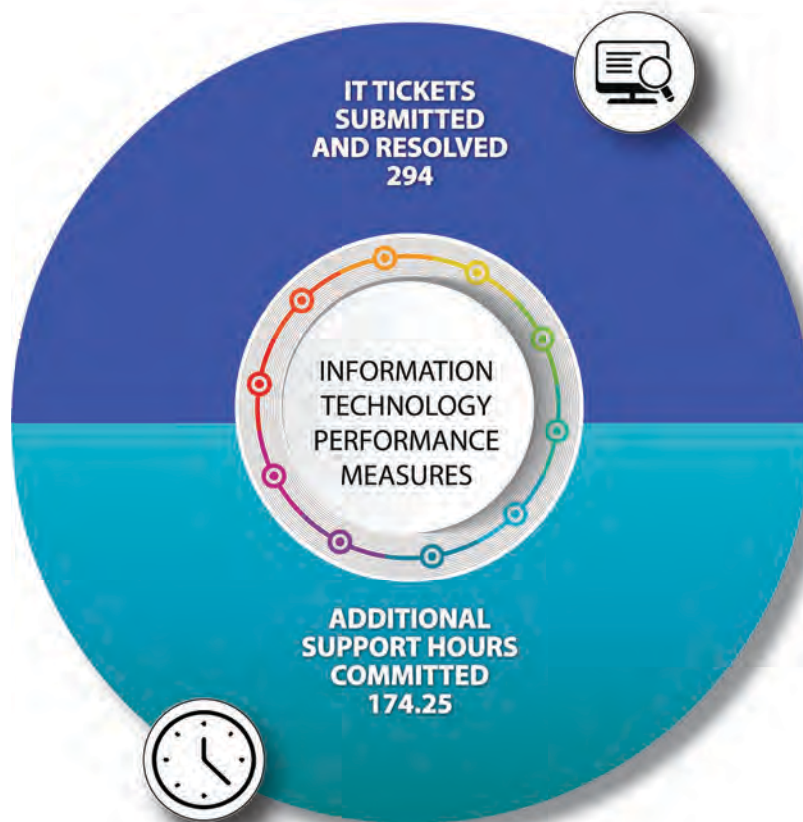 IT TICKETS
SUBMITTED
AND RESOLVED
294
INFORMATION
TECHNOLOGY
PERFORMANCE
MEASURES
ADDITIONAL
SUPPORT HOURS
COMMITTED
174.25